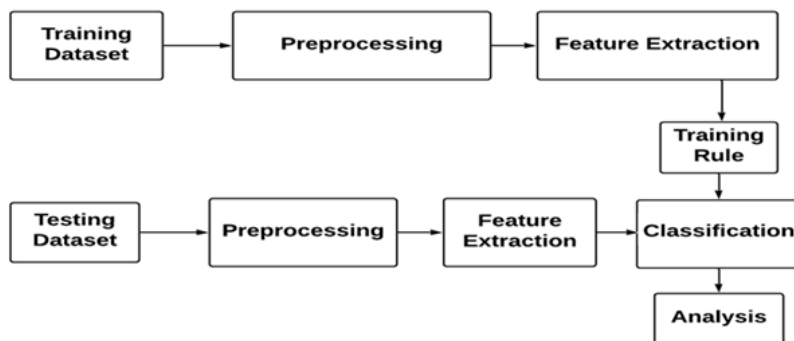 Training
Dataset
Preprocessing
Feature Extraction
Training
Rule
Testing
Dataset
Preprocessing
Feature
Extraction
Classification
Analysis